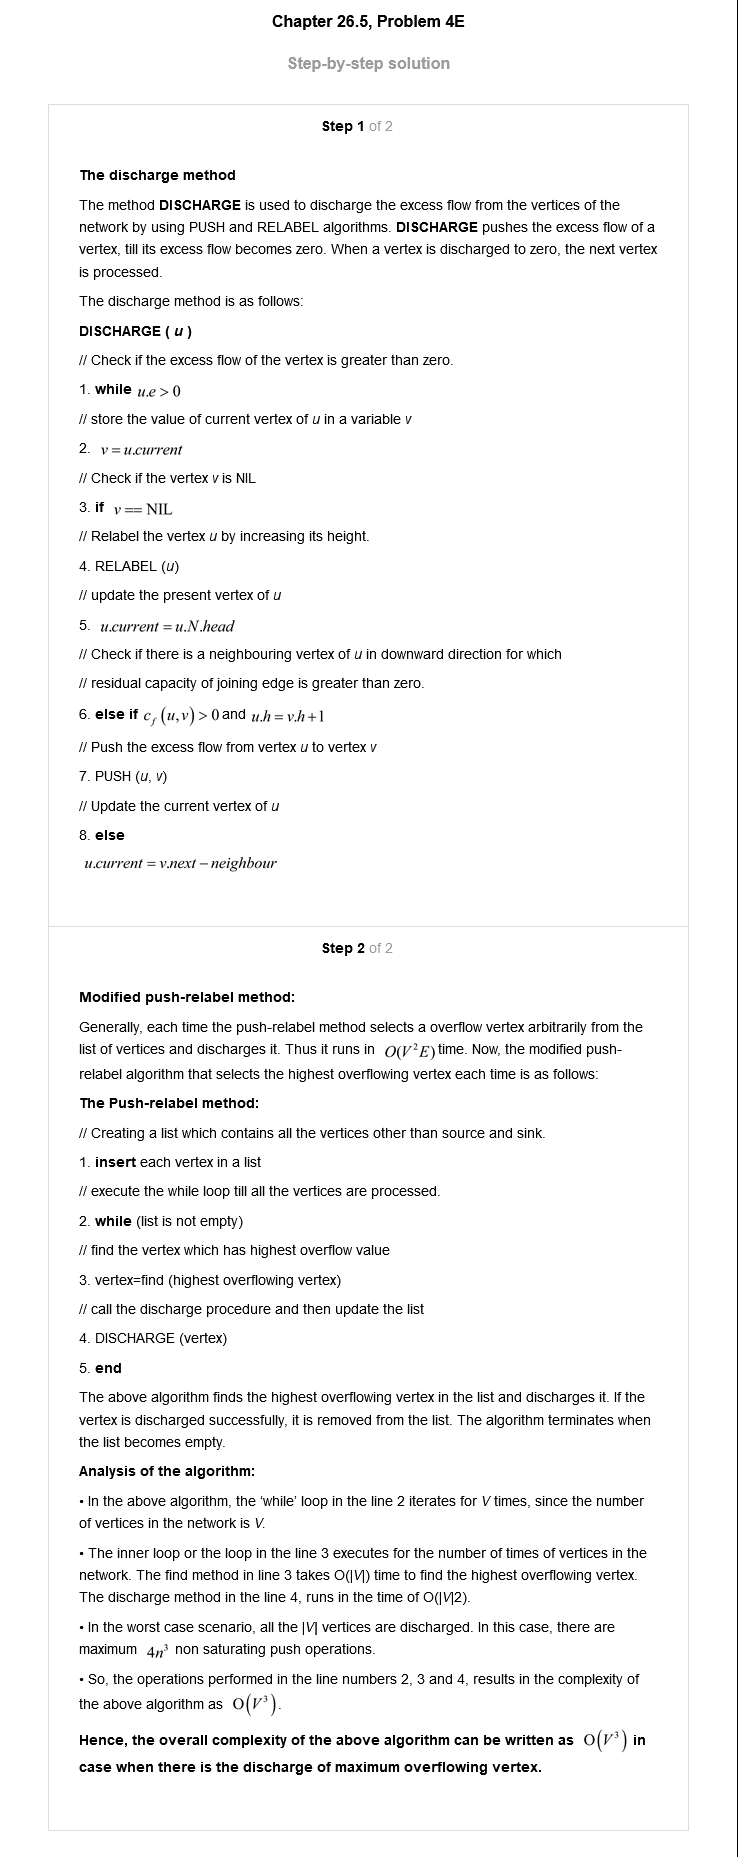 Chapter 26.5, Problem 4E
Step-by-step solution
Step 1 of 2
The discharge method
The method DISCHARGE is used to discharge the excess flow from the vertices of the
network by using PUSH and RELABEL algorithms. DISCHARGE pushes the excess flow of a
vertex, till its excess flow becomes zero. When a vertex is discharged to zero, the next vertex
is processed.
The discharge method is as follows:
DISCHARGE ( u )
// Check if the excess flow of the vertex is greater than zero.
1. while u.e > 0
// store the value of current vertex of u in a variable v
2. v = u.current
// Check if the vertex v is NIL
3. if v == NIL
// Relabel the vertex u by increasing its height.
4. RELABEL (u)
// update the present vertex of u
5. u.current = u.N.head
// Check if there is a neighbouring vertex of u in downward direction for which
// residual capacity of joining edge is greater than zero.
6. else if c_f (u,v) > 0 and u.h = v.h + 1
// Push the excess flow from vertex u to vertex v
7. PUSH (u, v)
// Update the current vertex of u
8. else
u.current = v.next – neighbour
Step 2 of 2
Modified push-relabel method:
Generally, each time the push-relabel method selects a overflow vertex arbitrarily from the
list of vertices and discharges it. Thus it runs in O(V²E) time. Now, the modified push-
relabel algorithm that selects the highest overflowing vertex each time is as follows:
The Push-relabel method:
// Creating a list which contains all the vertices other than source and sink.
1. insert each vertex in a list
// execute the while loop till all the vertices are processed.
2. while (list is not empty)
// find the vertex which has highest overflow value
3. vertex=find (highest overflowing vertex)
// call the discharge procedure and then update the list
4. DISCHARGE (vertex)
5. end
The above algorithm finds the highest overflowing vertex in the list and discharges it. If the
vertex is discharged successfully, it is removed from the list. The algorithm terminates when
the list becomes empty.
Analysis of the algorithm:
• In the above algorithm, the ‘while’ loop in the line 2 iterates for V times, since the number
of vertices in the network is V.
• The inner loop or the loop in the line 3 executes for the number of times of vertices in the
network. The find method in line 3 takes O(|V|) time to find the highest overflowing vertex.
The discharge method in the line 4, runs in the time of O(|V|2).
• In the worst case scenario, all the |V| vertices are discharged. In this case, there are
maximum 4n³ non saturating push operations.
• So, the operations performed in the line numbers 2, 3 and 4, results in the complexity of
the above algorithm as O(V³).
Hence, the overall complexity of the above algorithm can be written as O(V³) in
case when there is the discharge of maximum overflowing vertex.